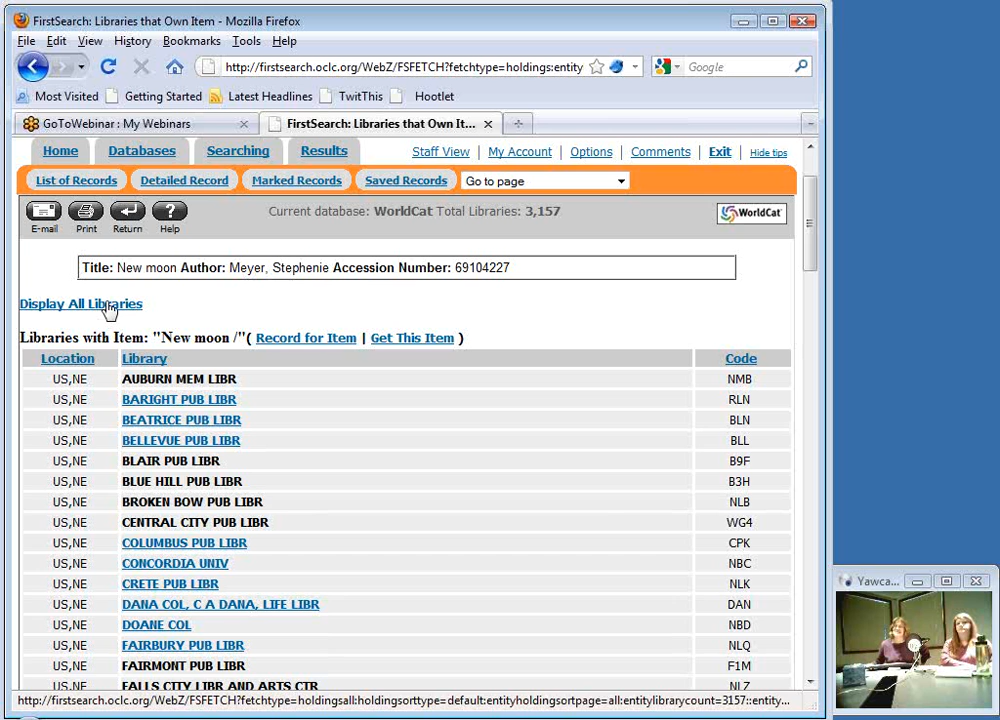 FirstSearch: Libraries that Own Item - Mozilla Firefox
File Edit View History Bookmarks Tools Help
http://firstsearch.oclc.org/WebZ/FSFETCH?fetchtype=holdings:entity Google
Most Visited Getting Started Latest Headlines TwitThis Hootlet
GoToWebinar : My Webinars FirstSearch: Libraries that Own It...
Home Databases Searching Results Staff View | My Account | Options | Comments | Exit | Hide tips
List of Records Detailed Record Marked Records Saved Records Go to page
E-mail Print Return Help Current database: WorldCat Total Libraries: 3,157 WorldCat
Title: New moon Author: Meyer, Stephenie Accession Number: 69104227
Display All Libraries
Libraries with Item: "New moon /"( Record for Item | Get This Item )
Location Library Code
US,NE AUBURN MEM LIBR NMB
US,NE BARIGHT PUB LIBR RLN
US,NE BEATRICE PUB LIBR BLN
US,NE BELLEVUE PUB LIBR BLL
US,NE BLAIR PUB LIBR B9F
US,NE BLUE HILL PUB LIBR B3H
US,NE BROKEN BOW PUB LIBR NLB
US,NE CENTRAL CITY PUB LIBR WG4
US,NE COLUMBUS PUB LIBR CPK
US,NE CONCORDIA UNIV NBC
US,NE CRETE PUB LIBR NLK
US,NE DANA COL, C A DANA, LIFE LIBR DAN
US,NE DOANE COL NBD
US,NE FAIRBURY PUB LIBR NLQ
US,NE FAIRMONT PUB LIBR F1M
US,NE FALLS CITY LIBR AND ARTS CTR NLZ
http://firstsearch.oclc.org/WebZ/FSFETCH?fetchtype=holdingsall:holdingsorttype=default:entityholdingsortpage=all:entitylibrarycount=3157::entity...
Yawca...